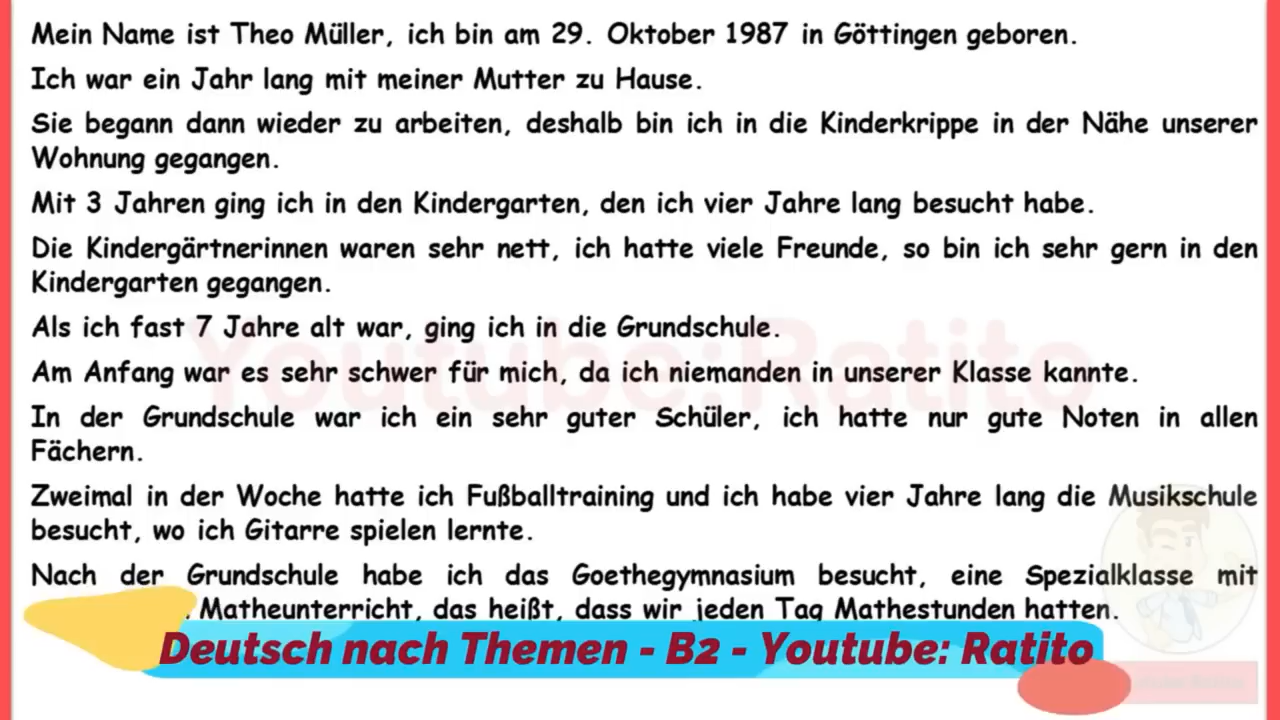 Mein Name ist Theo Müller, ich bin am 29. Oktober 1987 in Göttingen geboren.
Ich war ein Jahr lang mit meiner Mutter zu Hause.
Sie begann dann wieder zu arbeiten, deshalb bin ich in die Kinderkrippe in der Nähe unserer
Wohnung gegangen.
Mit 3 Jahren ging ich in den Kindergarten, den ich vier Jahre lang besucht habe.
Die Kindergärtnerinnen waren sehr nett, ich hatte viele Freunde, so bin ich sehr gern in den
Kindergarten gegangen.
Als ich fast 7 Jahre alt war, ging ich in die Grundschule.
Am Anfang war es sehr schwer für mich, da ich niemanden in unserer Klasse kannte.
In der Grundschule war ich ein sehr guter Schüler, ich hatte nur gute Noten in allen
Fächern.
Zweimal in der Woche hatte ich Fußballtraining und ich habe vier Jahre lang die Musikschule
besucht, wo ich Gitarre spielen lernte.
Nach der Grundschule habe ich das Goethegymnasium besucht, eine Spezialklasse mit
Matheunterricht, das heißt, dass wir jeden Tag Mathestunden hatten.
Deutsch nach Themen - B2 - Youtube: Ratito
Youtube:Ratito